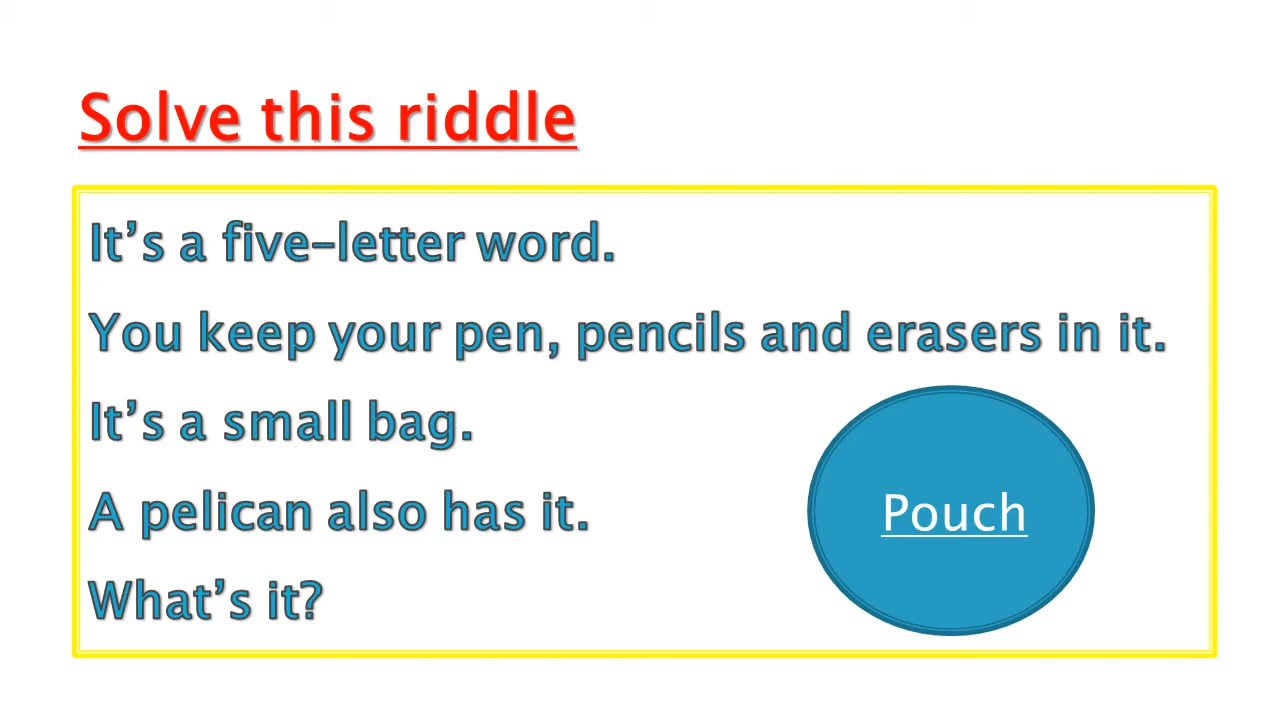 Solve this riddle
It’s a five-letter word.
You keep your pen, pencils and erasers in it.
It’s a small bag.
A pelican also has it.
What’s it?
Pouch